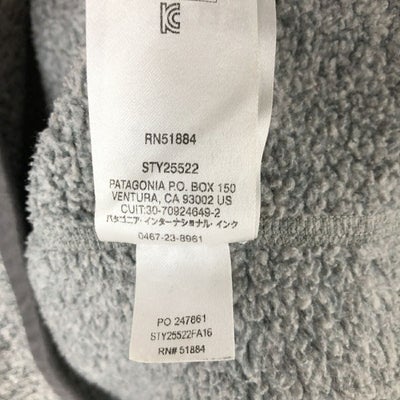 RN51884
STY25522
PATAGONIA P.O. BOX 150
VENTURA, CA 93002 US
CUIT:30-70924649-2
パタゴニア・インターナショナル・インク
0467-23-8961
PO 247661
STY25522FA16
RN# 51884